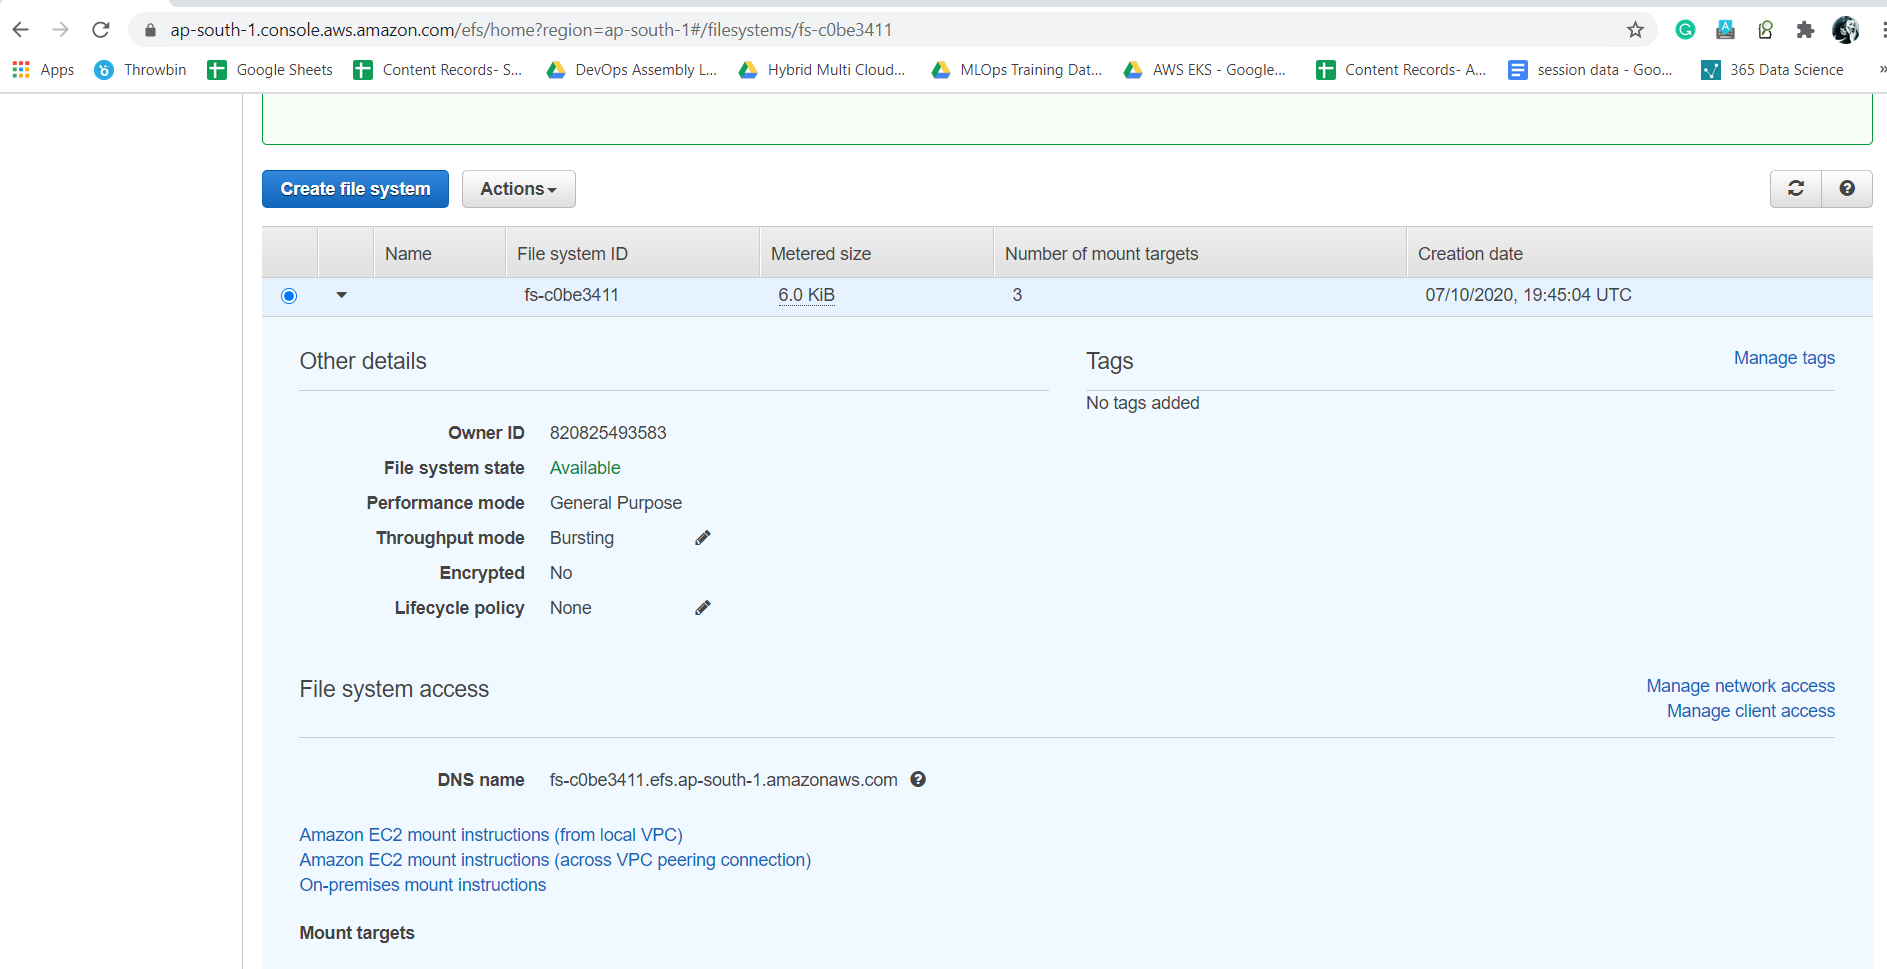 ap-south-1.console.aws.amazon.com/efs/home?region=ap-south-1#/filesystems/fs-c0be3411
Apps Throwbin Google Sheets Content Records- S... DevOps Assembly L... Hybrid Multi Cloud... MLOps Training Dat... AWS EKS - Google... Content Records- A... session data - Goo... 365 Data Science »
Create file system Actions
Name File system ID Metered size Number of mount targets Creation date
fs-c0be3411 6.0 KiB 3 07/10/2020, 19:45:04 UTC
Other details
Tags Manage tags
No tags added
Owner ID 820825493583
File system state Available
Performance mode General Purpose
Throughput mode Bursting
Encrypted No
Lifecycle policy None
File system access Manage network access
Manage client access
DNS name fs-c0be3411.efs.ap-south-1.amazonaws.com
Amazon EC2 mount instructions (from local VPC)
Amazon EC2 mount instructions (across VPC peering connection)
On-premises mount instructions
Mount targets